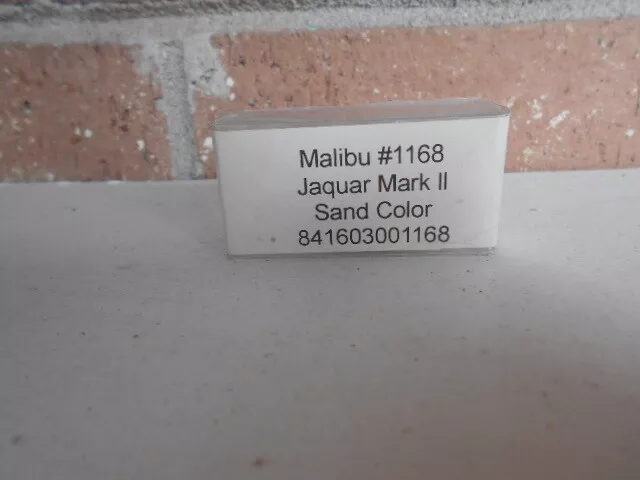 Malibu #1168
Jaquar Mark II
Sand Color
841603001168